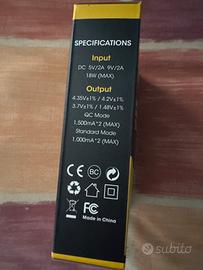 SPECIFICATIONS
Input
DC 5V/2A 9V/2A
18W (MAX)
Output
4.35V±1% / 4.2V±1%
3.7V±1% / 1.48V±1%
QC Mode
1,500mA*2 (MAX)
Standard Mode
1.000mA*2 (MAX)
CE
BC
FC
Made in China
subito